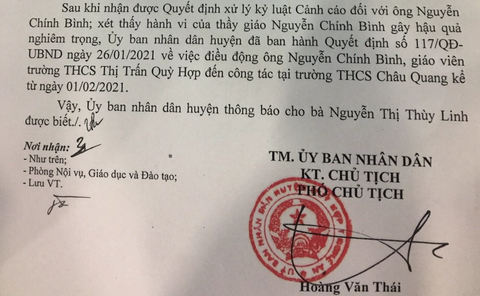 Sau khi nhận được Quyết định xử lý kỷ luật Cảnh cáo đối với ông Nguyễn
Chính Bình; xét thấy hành vi của thầy giáo Nguyễn Chính Bình gây hậu quả
nghiêm trọng, Ủy ban nhân dân huyện đã ban hành Quyết định số 117/QĐ-
UBND ngày 26/01/2021 về việc điều động ông Nguyễn Chính Bình, giáo viên
trường THCS Thị Trấn Quỳ Hợp đến công tác tại trường THCS Châu Quang kể
từ ngày 01/02/2021.
Vậy, Ủy ban nhân dân huyện thông báo cho bà Nguyễn Thị Thùy Linh
được biết./.
Nơi nhận:
- Như trên;
- Phòng Nội vụ, Giáo dục và Đào tạo;
- Lưu VT.
TM. ỦY BAN NHÂN DÂN
KT. CHỦ TỊCH
PHÓ CHỦ TỊCH
Hoàng Văn Thái